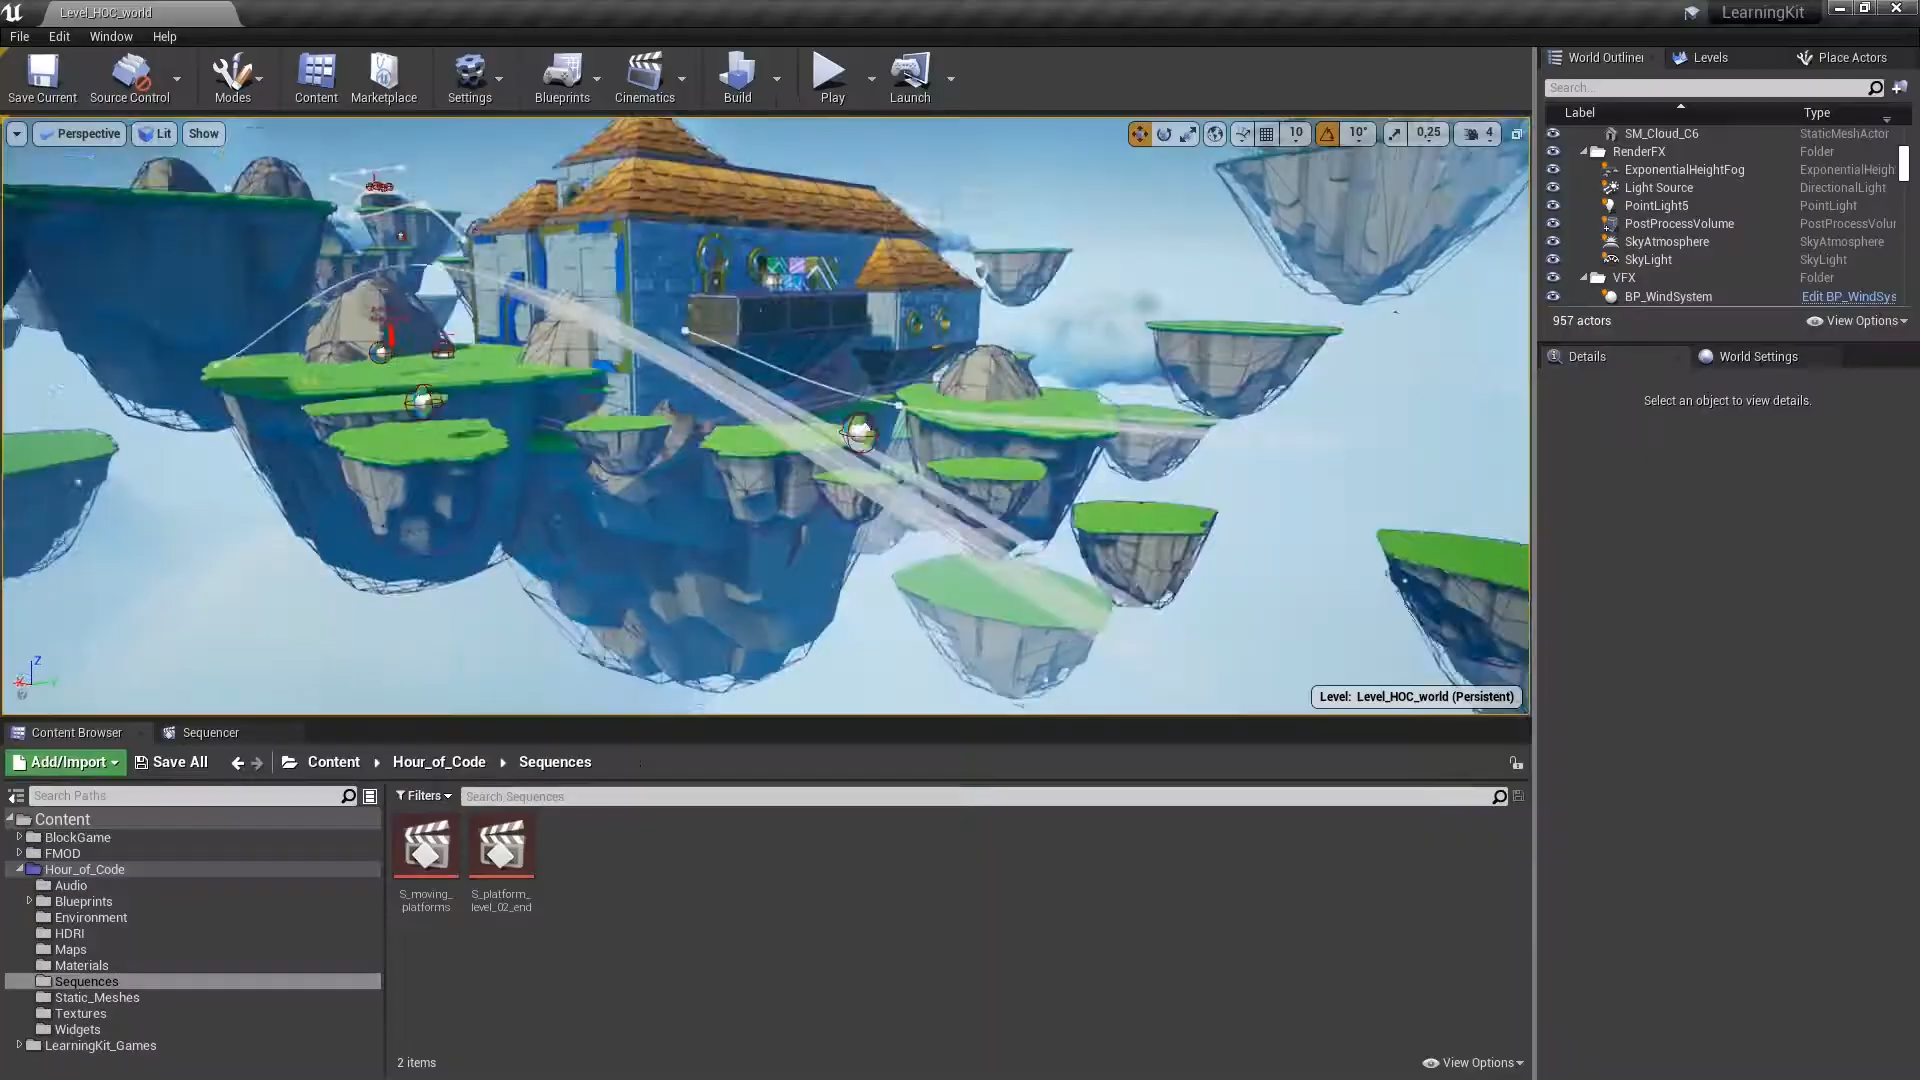 Level_HOC_world
LearningKit
File Edit Window Help
Save Current Source Control Modes Content Marketplace Settings Blueprints Cinematics Build Play Launch
World Outliner Levels Place Actors
Search...
Label Type
Perspective Lit Show
10 10° 0,25 4
SM_Cloud_C6 StaticMeshActor
RenderFX Folder
ExponentialHeightFog ExponentialHeigh
Light Source DirectionalLight
PointLight5 PointLight
PostProcessVolume PostProcessVolur
SkyAtmosphere SkyAtmosphere
SkyLight SkyLight
VFX Folder
BP_WindSystem Edit BP_WindSys
957 actors View Options
Details World Settings
Select an object to view details.
Z
X
Y
Level: Level_HOC_world (Persistent)
Content Browser Sequencer
Add/Import Save All Content Hour_of_Code Sequences
Search Paths
Filters Search Sequences
Content
BlockGame
FMOD
Hour_of_Code
Audio
Blueprints
Environment
HDRI
Maps
Materials
Sequences
Static_Meshes
Textures
Widgets
LearningKit_Games
S_moving_
platforms
S_platform_
level_02_end
2 items
View Options